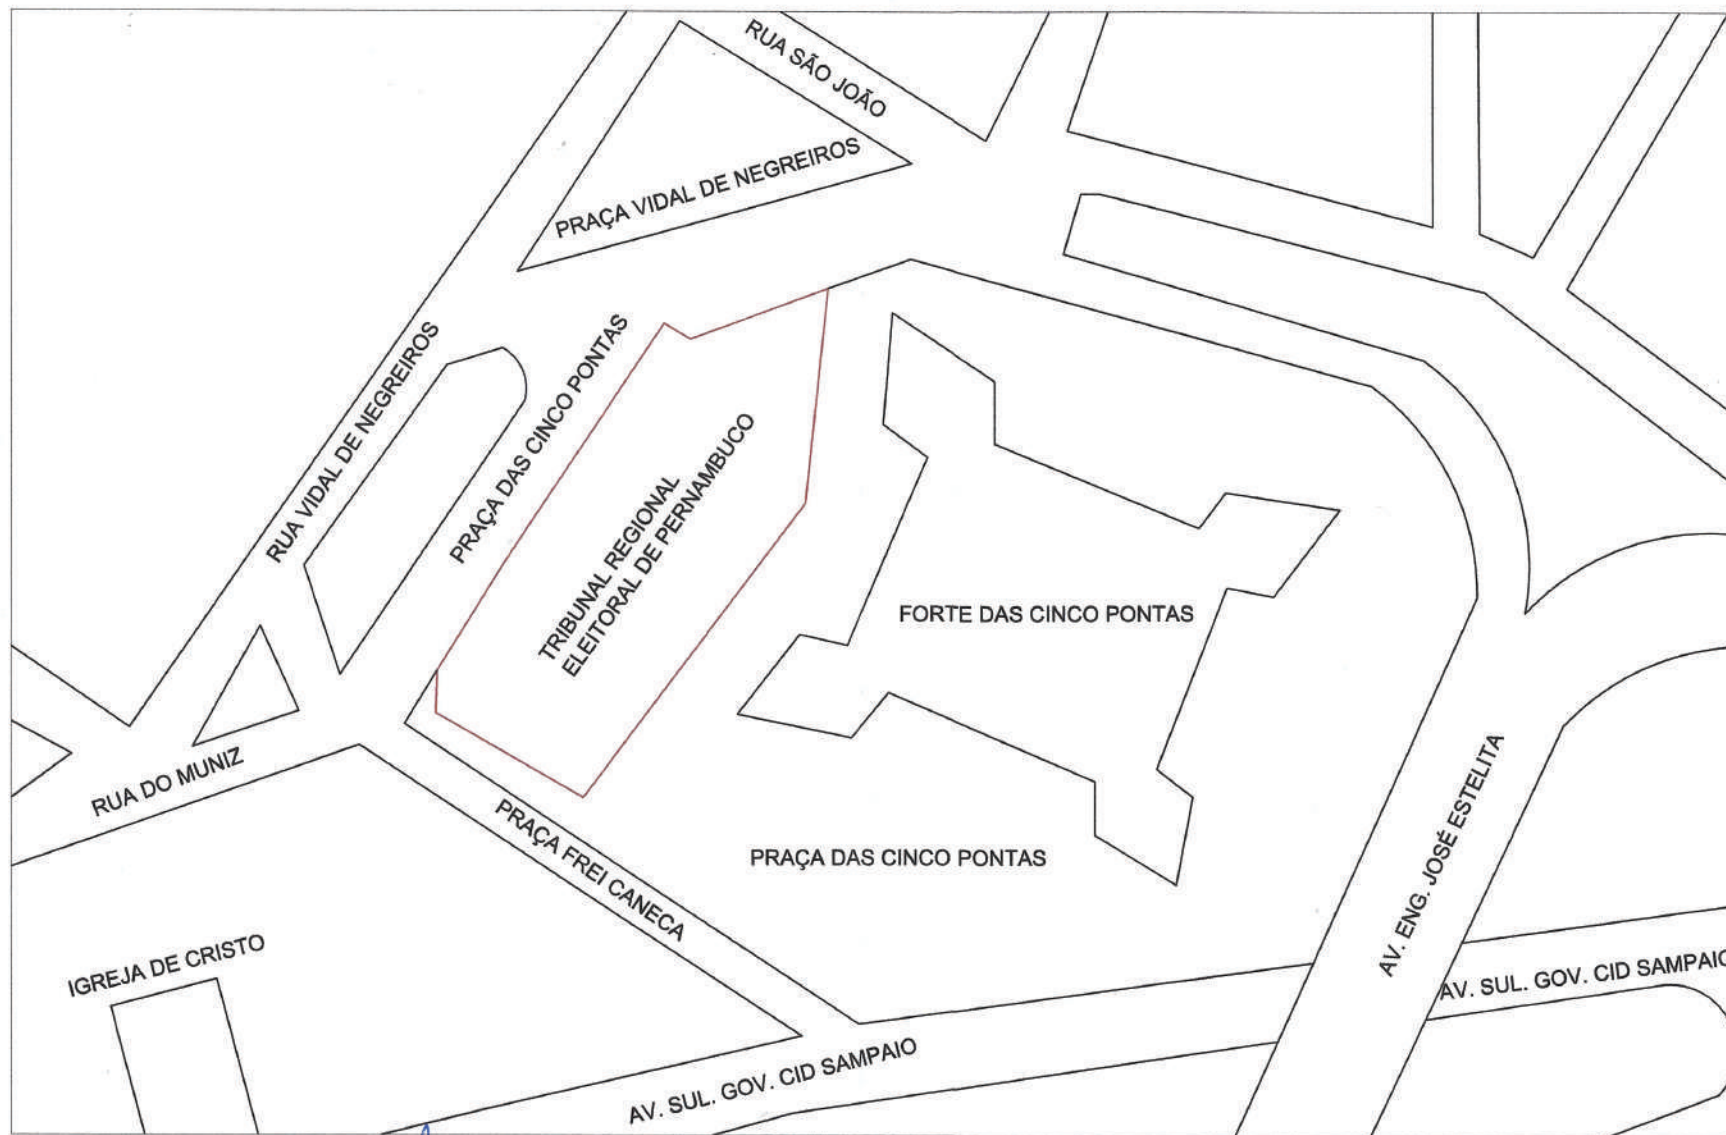 RUA SÃO JOÃO
PRAÇA VIDAL DE NEGREIROS
RUA VIDAL DE NEGREIROS
PRAÇA DAS CINCO PONTAS
TRIBUNAL REGIONAL
ELEITORAL DE PERNAMBUCO
FORTE DAS CINCO PONTAS
RUA DO MUNIZ
PRAÇA FREI CANECA
PRAÇA DAS CINCO PONTAS
AV. ENG. JOSÉ ESTELITA
IGREJA DE CRISTO
AV. SUL. GOV. CID SAMPAIO
AV. SUL. GOV. CID SAMPAIO